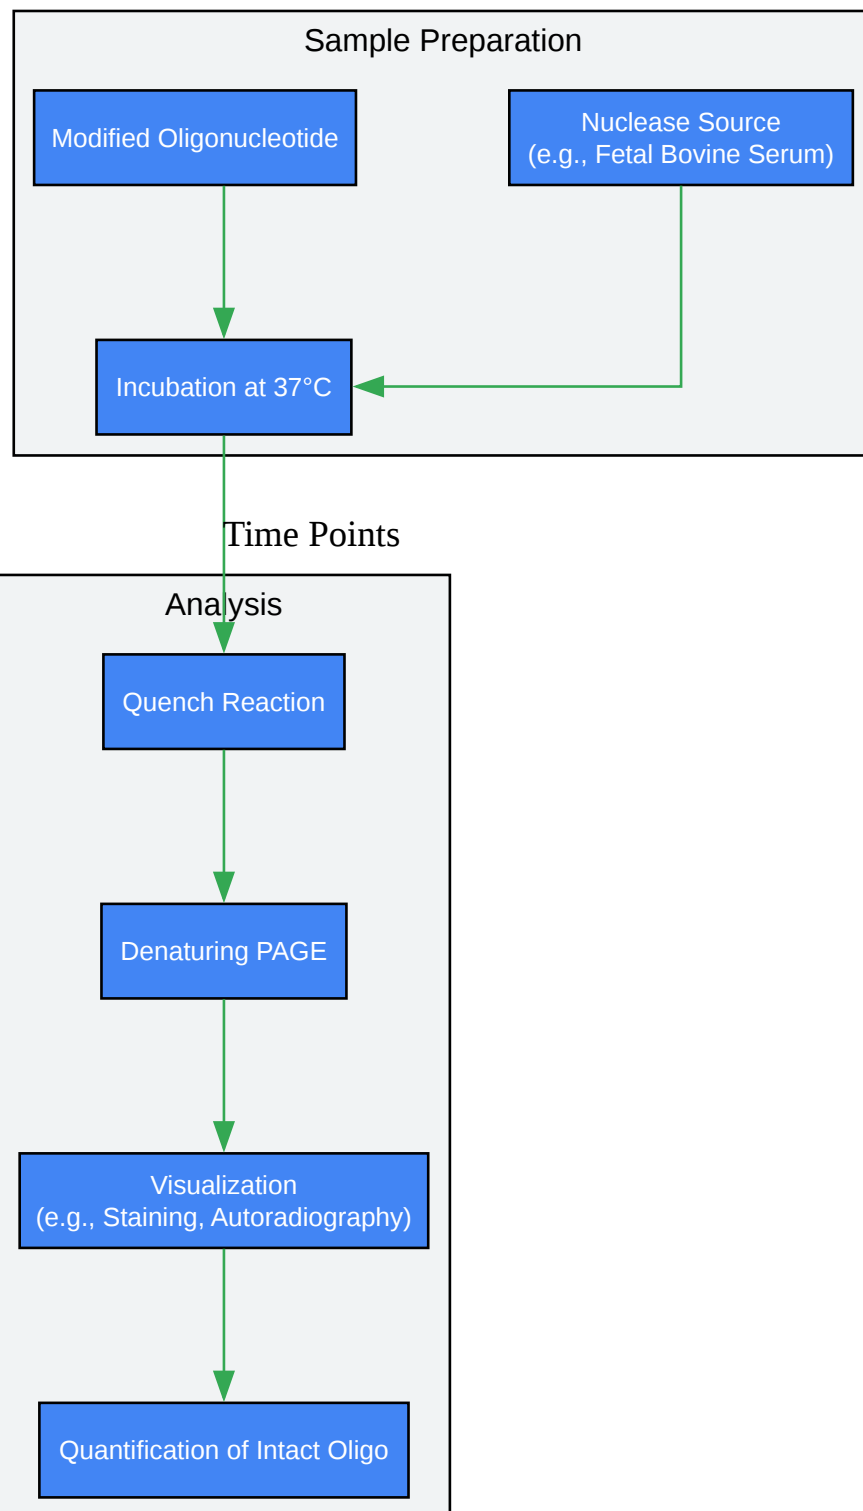 Sample Preparation
Modified Oligonucleotide
Nuclease Source
(e.g., Fetal Bovine Serum)
Incubation at 37°C
Time Points
Analysis
Quench Reaction
Denaturing PAGE
Visualization
(e.g., Staining, Autoradiography)
Quantification of Intact Oligo